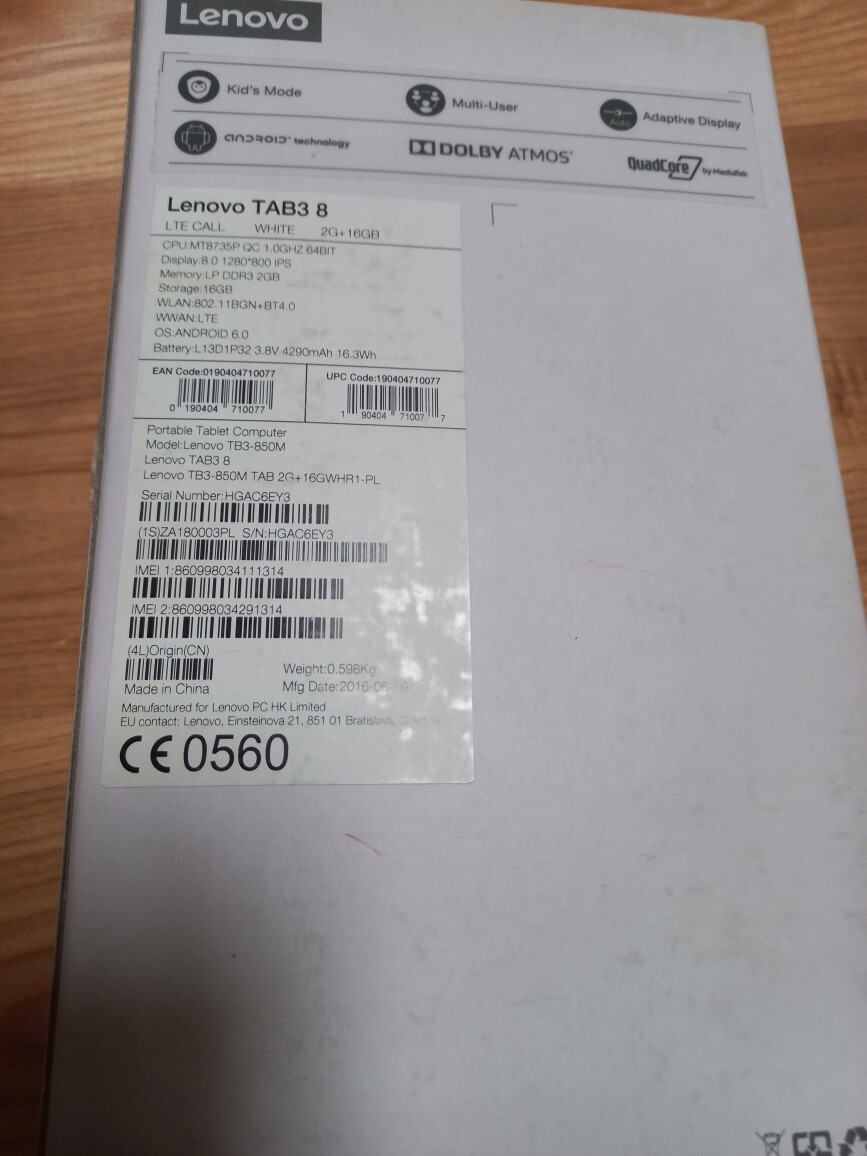 Lenovo
Kid's Mode
Multi-User
Auto
Adaptive Display
ANDROID technology
DOLBY ATMOS
QuadCore by MediaTek
Lenovo TAB3 8
LTE CALL WHITE 2G+16GB
CPU:MT8735P QC 1.0GHZ 64BIT
Display:8.0 1280*800 IPS
Memory:LP DDR3 2GB
Storage:16GB
WLAN:802.11BGN+BT4.0
WWAN:LTE
OS:ANDROID 6.0
Battery:L13D1P32 3.8V 4290mAh 16.3Wh
EAN Code:0190404710077
0 190404 710077
UPC Code:190404710077
1 90404 71007 7
Portable Tablet Computer
Model:Lenovo TB3-850M
Lenovo TAB3 8
Lenovo TB3-850M TAB 2G+16GWHR1-PL
Serial Number:HGAC6EY3
(1S)ZA180003PL S/N:HGAC6EY3
IMEI 1:860998034111314
IMEI 2:860998034291314
(4L)Origin(CN)
Made in China
Weight:0.598Kg
Mfg Date:
Manufactured for Lenovo PC HK Limited
EU contact: Lenovo, Einsteinova 21, 851 01 Bratislava,
CE0560